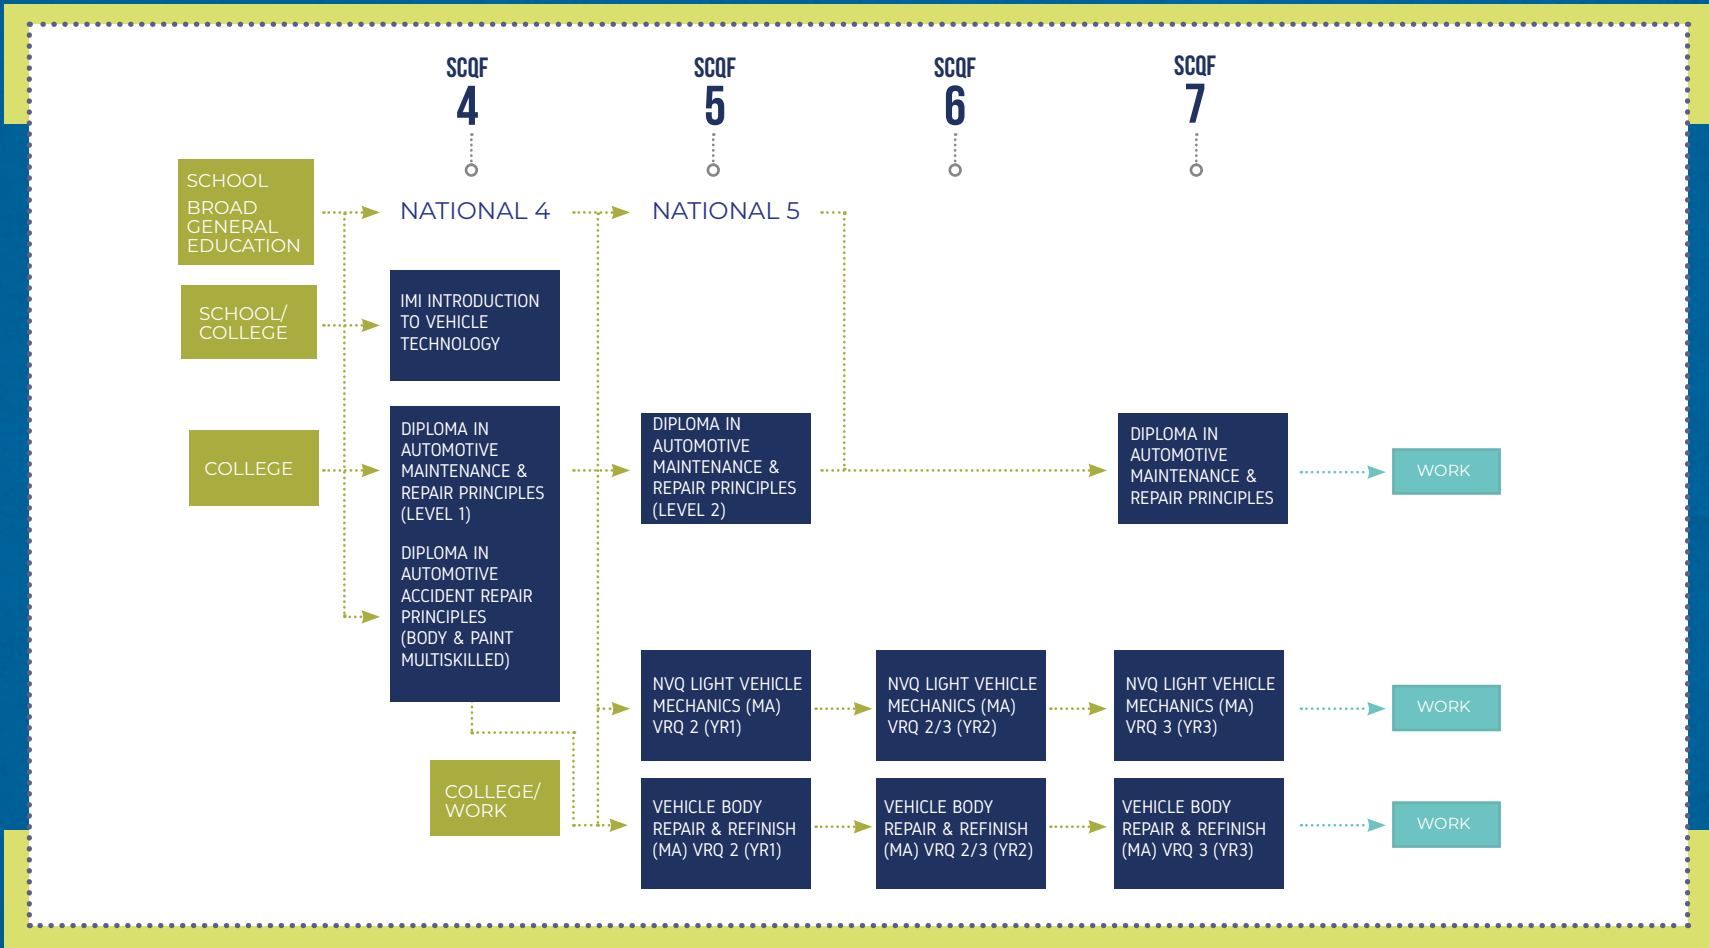 SCQF
4
SCQF
5
SCQF
6
SCQF
7
SCHOOL
BROAD
GENERAL
EDUCATION
NATIONAL 4
NATIONAL 5
SCHOOL/
COLLEGE
IMI INTRODUCTION
TO VEHICLE
TECHNOLOGY
COLLEGE
DIPLOMA IN
AUTOMOTIVE
MAINTENANCE &
REPAIR PRINCIPLES
(LEVEL 1)
DIPLOMA IN
AUTOMOTIVE
ACCIDENT REPAIR
PRINCIPLES
(BODY & PAINT
MULTISKILLED)
DIPLOMA IN
AUTOMOTIVE
MAINTENANCE &
REPAIR PRINCIPLES
(LEVEL 2)
DIPLOMA IN
AUTOMOTIVE
MAINTENANCE &
REPAIR PRINCIPLES
WORK
NVQ LIGHT VEHICLE
MECHANICS (MA)
VRQ 2 (YR1)
NVQ LIGHT VEHICLE
MECHANICS (MA)
VRQ 2/3 (YR2)
NVQ LIGHT VEHICLE
MECHANICS (MA)
VRQ 3 (YR3)
WORK
COLLEGE/
WORK
VEHICLE BODY
REPAIR & REFINISH
(MA) VRQ 2 (YR1)
VEHICLE BODY
REPAIR & REFINISH
(MA) VRQ 2/3 (YR2)
VEHICLE BODY
REPAIR & REFINISH
(MA) VRQ 3 (YR3)
WORK